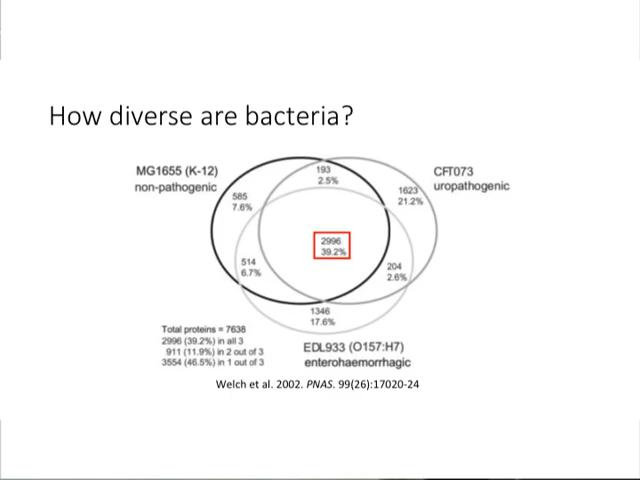 How diverse are bacteria?
MG1655 (K-12)
non-pathogenic
CFT073
uropathogenic
193
2.5%
585
7.6%
1623
21.2%
2996
39.2%
514
6.7%
204
2.6%
1346
17.6%
Total proteins = 7638
2996 (39.2%) in all 3
911 (11.9%) in 2 out of 3
3554 (46.5%) in 1 out of 3
EDL933 (O157:H7)
enterohaemorrhagic
Welch et al. 2002. PNAS. 99(26):17020-24